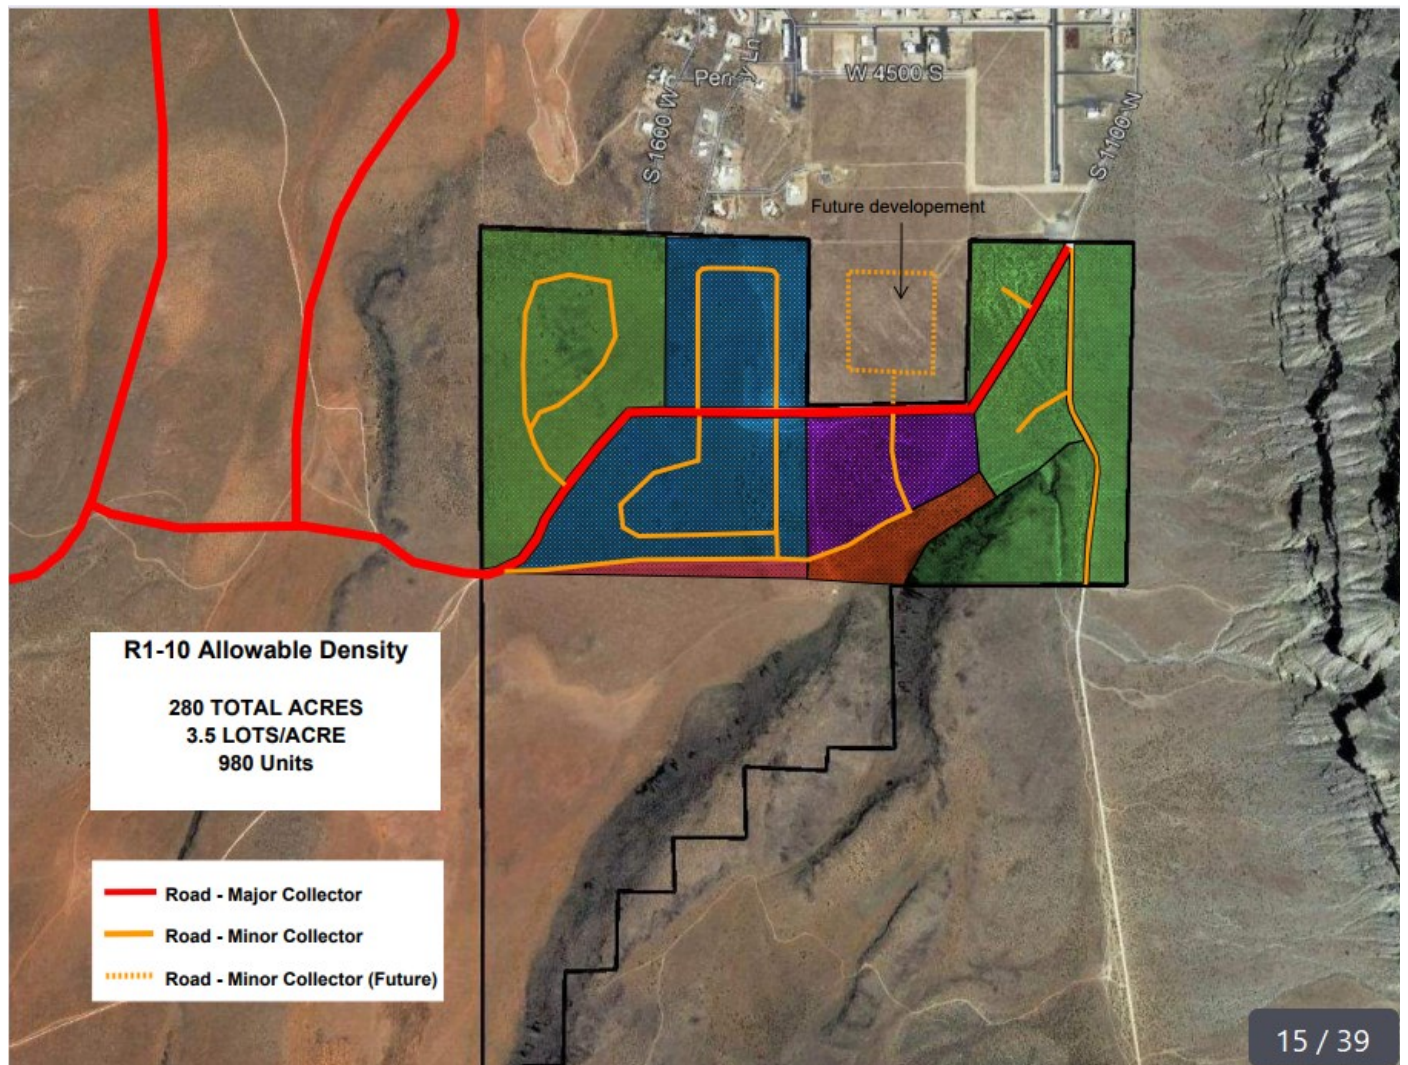 W 4500 S
S 1600 W
S 1100 W
Future developement
R1-10 Allowable Density
280 TOTAL ACRES
3.5 LOTS/ACRE
980 Units
Road - Major Collector
Road - Minor Collector
Road - Minor Collector (Future)
15 / 39